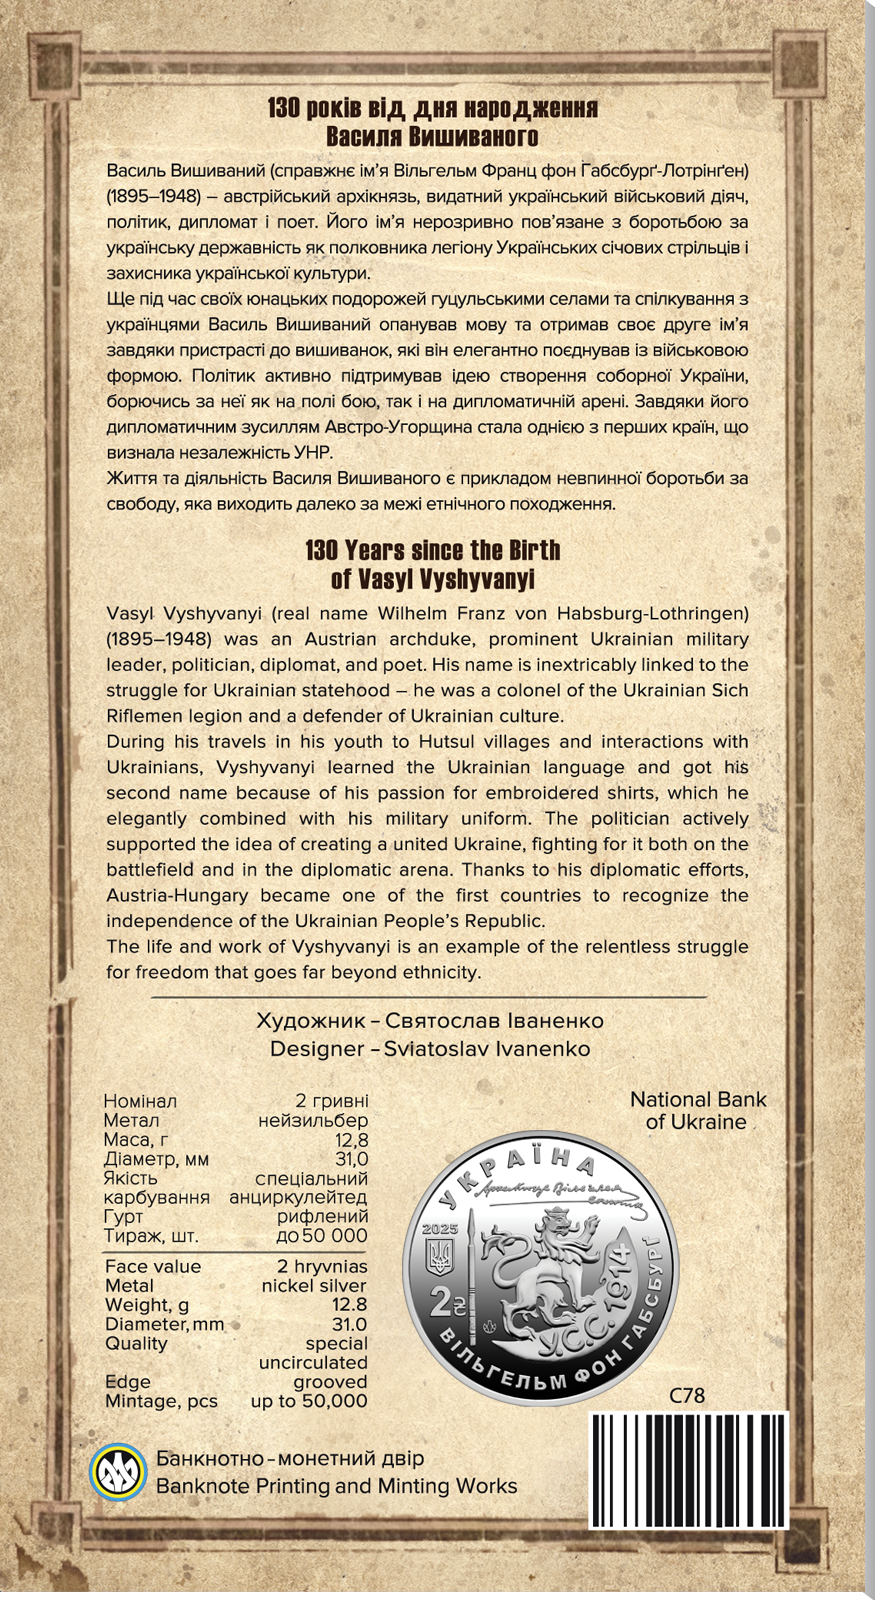 130 років від дня народження
Василя Вишиваного
Василь Вишиваний (справжнє ім’я Вільгельм Франц фон Габсбурґ-Лотрінґен)
(1895–1948) – австрійський архікнязь, видатний український військовий діяч,
політик, дипломат і поет. Його ім’я нерозривно пов’язане з боротьбою за
українську державність як полковника легіону Українських січових стрільців і
захисника української культури.
Ще під час своїх юнацьких подорожей гуцульськими селами та спілкування з
українцями Василь Вишиваний опанував мову та отримав своє друге ім’я
завдяки пристрасті до вишиванок, які він елегантно поєднував із військовою
формою. Політик активно підтримував ідею створення соборної України,
борючись за неї як на полі бою, так і на дипломатичній арені. Завдяки його
дипломатичним зусиллям Австро-Угорщина стала однією з перших країн, що
визнала незалежність УНР.
Життя та діяльність Василя Вишиваного є прикладом невпинної боротьби за
свободу, яка виходить далеко за межі етнічного походження.
130 Years since the Birth
of Vasyl Vyshyvanyi
Vasyl Vyshyvanyi (real name Wilhelm Franz von Habsburg-Lothringen)
(1895–1948) was an Austrian archduke, prominent Ukrainian military
leader, politician, diplomat, and poet. His name is inextricably linked to the
struggle for Ukrainian statehood – he was a colonel of the Ukrainian Sich
Riflemen legion and a defender of Ukrainian culture.
During his travels in his youth to Hutsul villages and interactions with
Ukrainians, Vyshyvanyi learned the Ukrainian language and got his
second name because of his passion for embroidered shirts, which he
elegantly combined with his military uniform. The politician actively
supported the idea of creating a united Ukraine, fighting for it both on the
battlefield and in the diplomatic arena. Thanks to his diplomatic efforts,
Austria-Hungary became one of the first countries to recognize the
independence of the Ukrainian People’s Republic.
The life and work of Vyshyvanyi is an example of the relentless struggle
for freedom that goes far beyond ethnicity.
Художник – Святослав Іваненко
Designer – Sviatoslav Ivanenko
Номінал 2 гривні
Метал нейзильбер
Маса, г 12,8
Діаметр, мм 31,0
Якість спеціальний
карбування анциркулейтед
Гурт рифлений
Тираж, шт. до 50 000
Face value 2 hryvnias
Metal nickel silver
Weight, g 12.8
Diameter, mm 31.0
Quality special
uncirculated
Edge grooved
Mintage, pcs up to 50,000
National Bank
of Ukraine
УКРАЇНА
2025
2₴
У.С.С. 1914
ВІЛЬГЕЛЬМ ФОН ГАБСБУРҐ
C78
Банкнотно-монетний двір
Banknote Printing and Minting Works